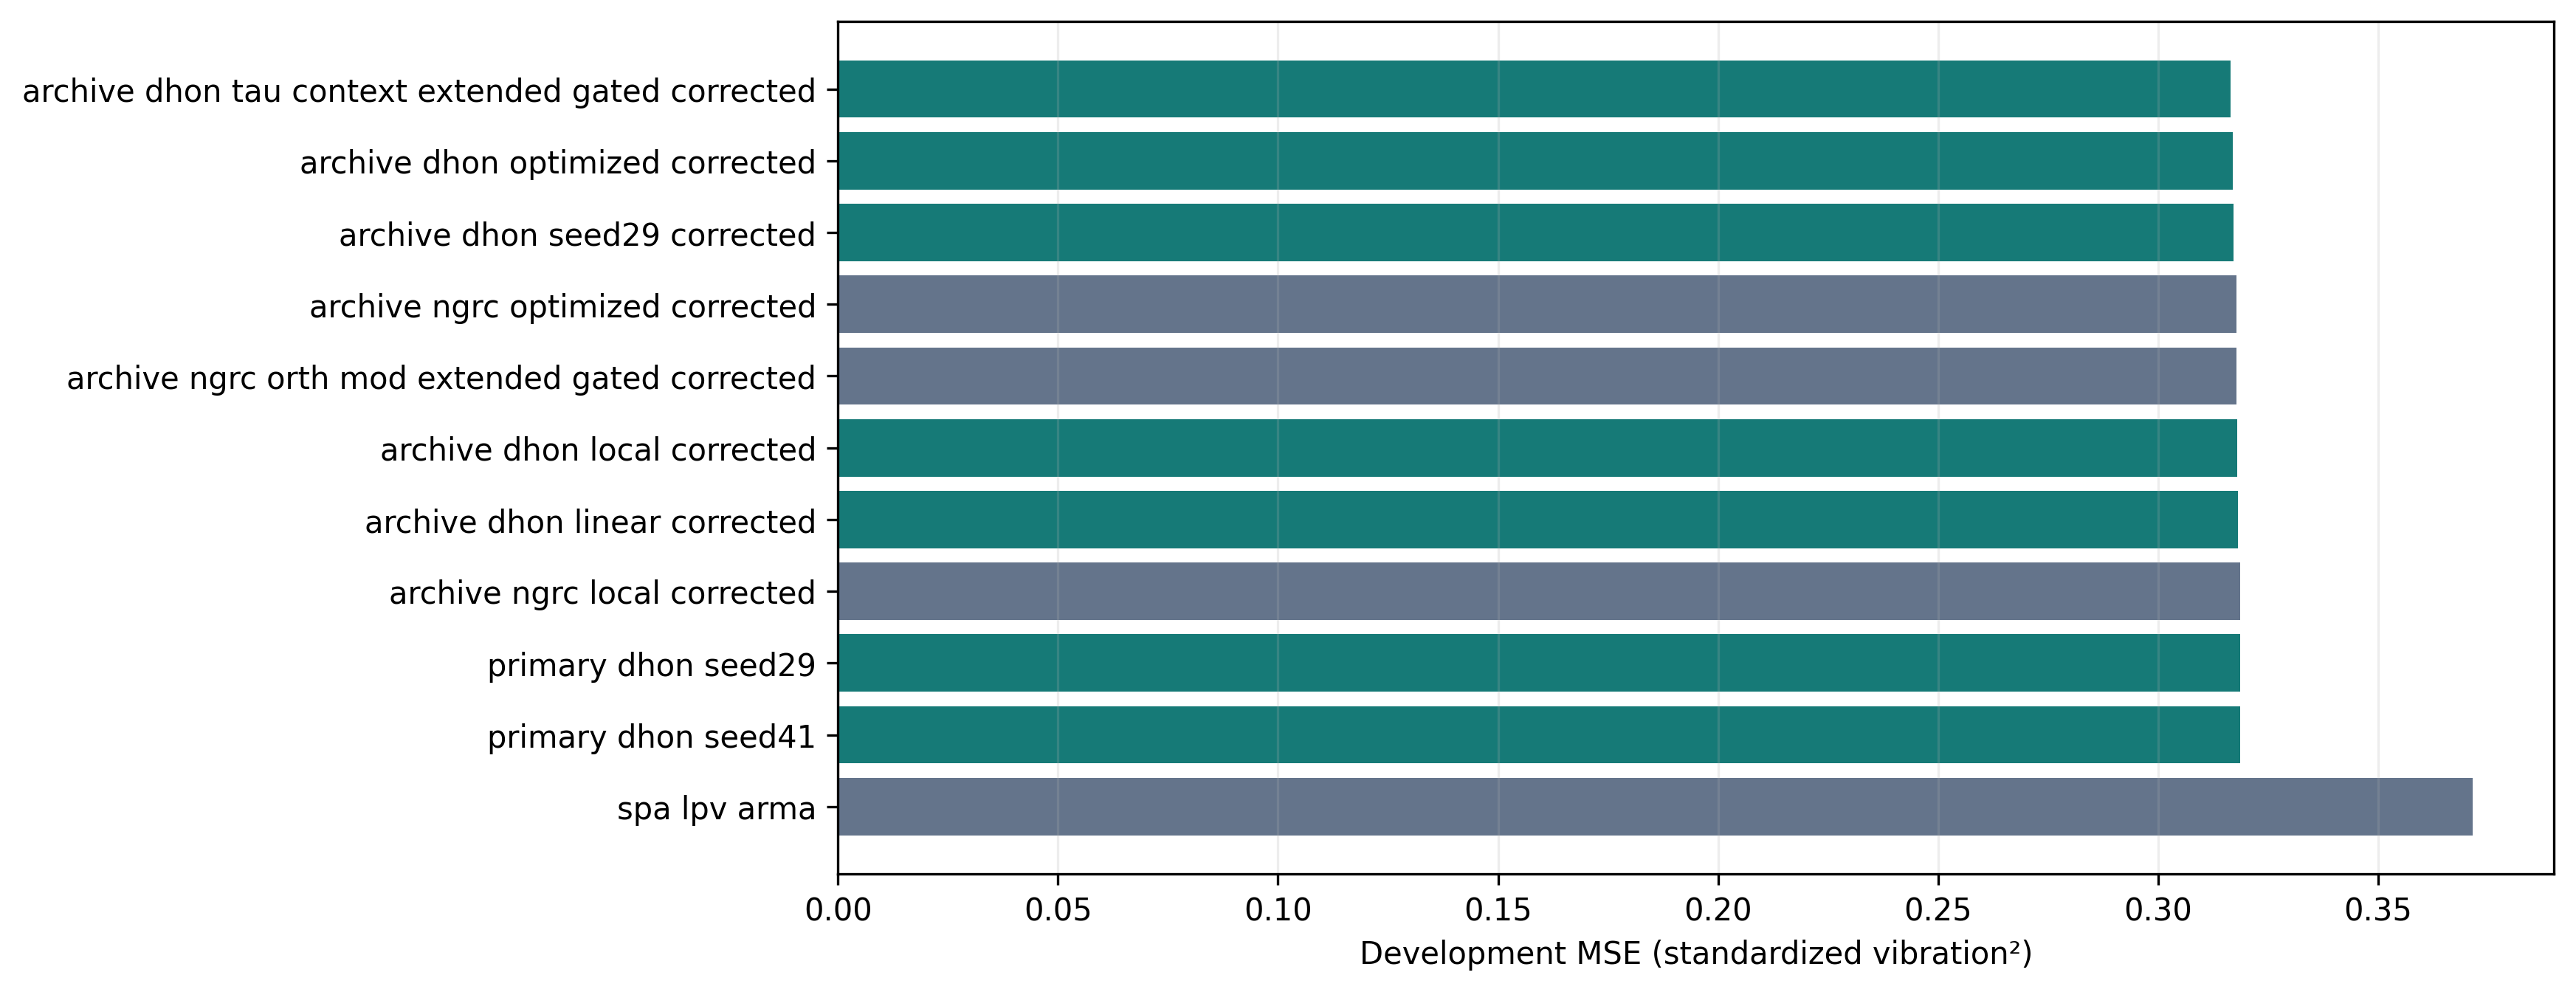 archive dhon tau context extended gated corrected
archive dhon optimized corrected
archive dhon seed29 corrected
archive ngrc optimized corrected
archive ngrc orth mod extended gated corrected
archive dhon local corrected
archive dhon linear corrected
archive ngrc local corrected
primary dhon seed29
primary dhon seed41
spa lpv arma
0.00 0.05 0.10 0.15 0.20 0.25 0.30 0.35
Development MSE (standardized vibration²)